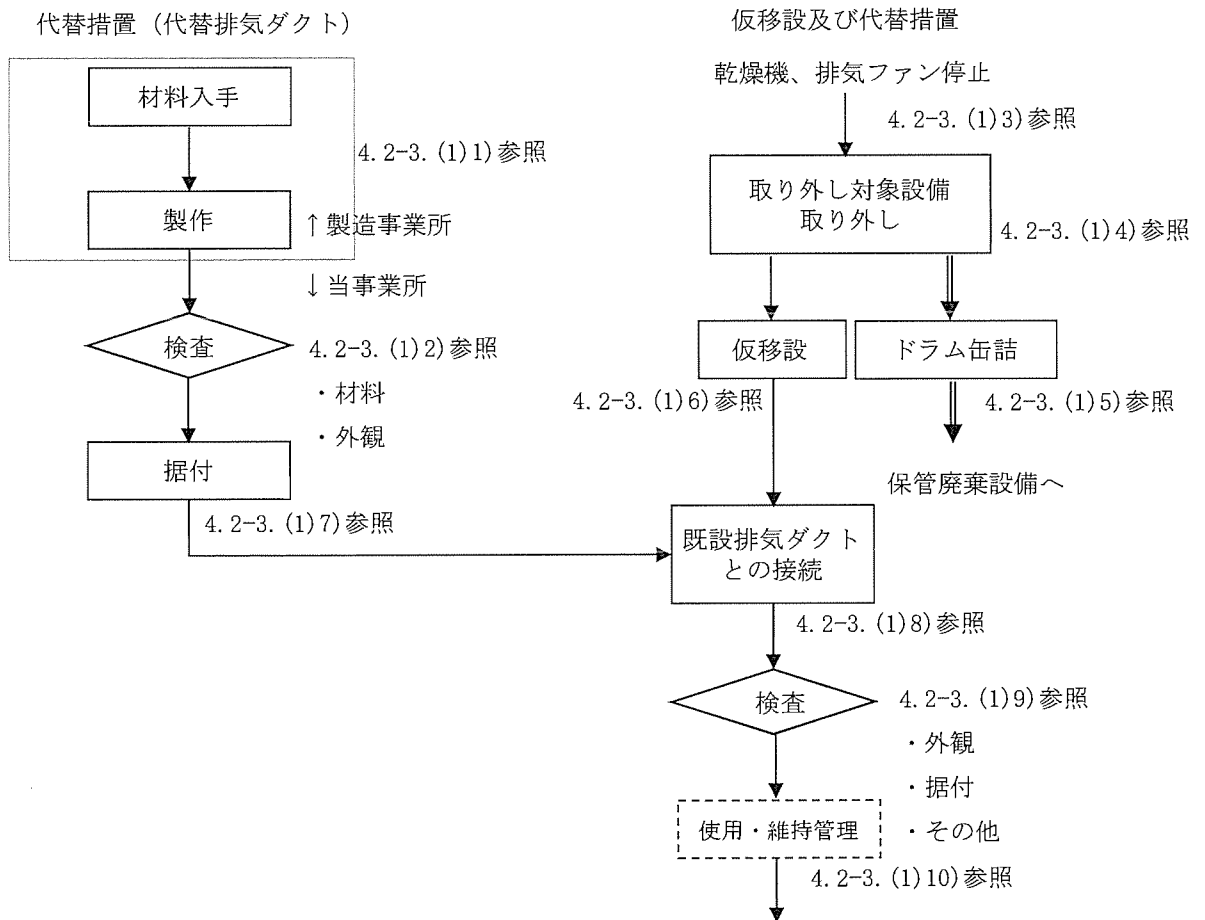 代替措置（代替排気ダクト）
材料入手
4.2-3.(1)1)参照
製作
↑製造事業所
↓当事業所
検査
4.2-3.(1)2)参照
・材料
・外観
据付
4.2-3.(1)7)参照
仮移設及び代替措置
乾燥機、排気ファン停止
4.2-3.(1)3)参照
取り外し対象設備
取り外し
4.2-3.(1)4)参照
仮移設
ドラム缶詰
4.2-3.(1)6)参照
4.2-3.(1)5)参照
保管廃棄設備へ
既設排気ダクト
との接続
4.2-3.(1)8)参照
検査
4.2-3.(1)9)参照
・外観
・据付
・その他
使用・維持管理
4.2-3.(1)10)参照